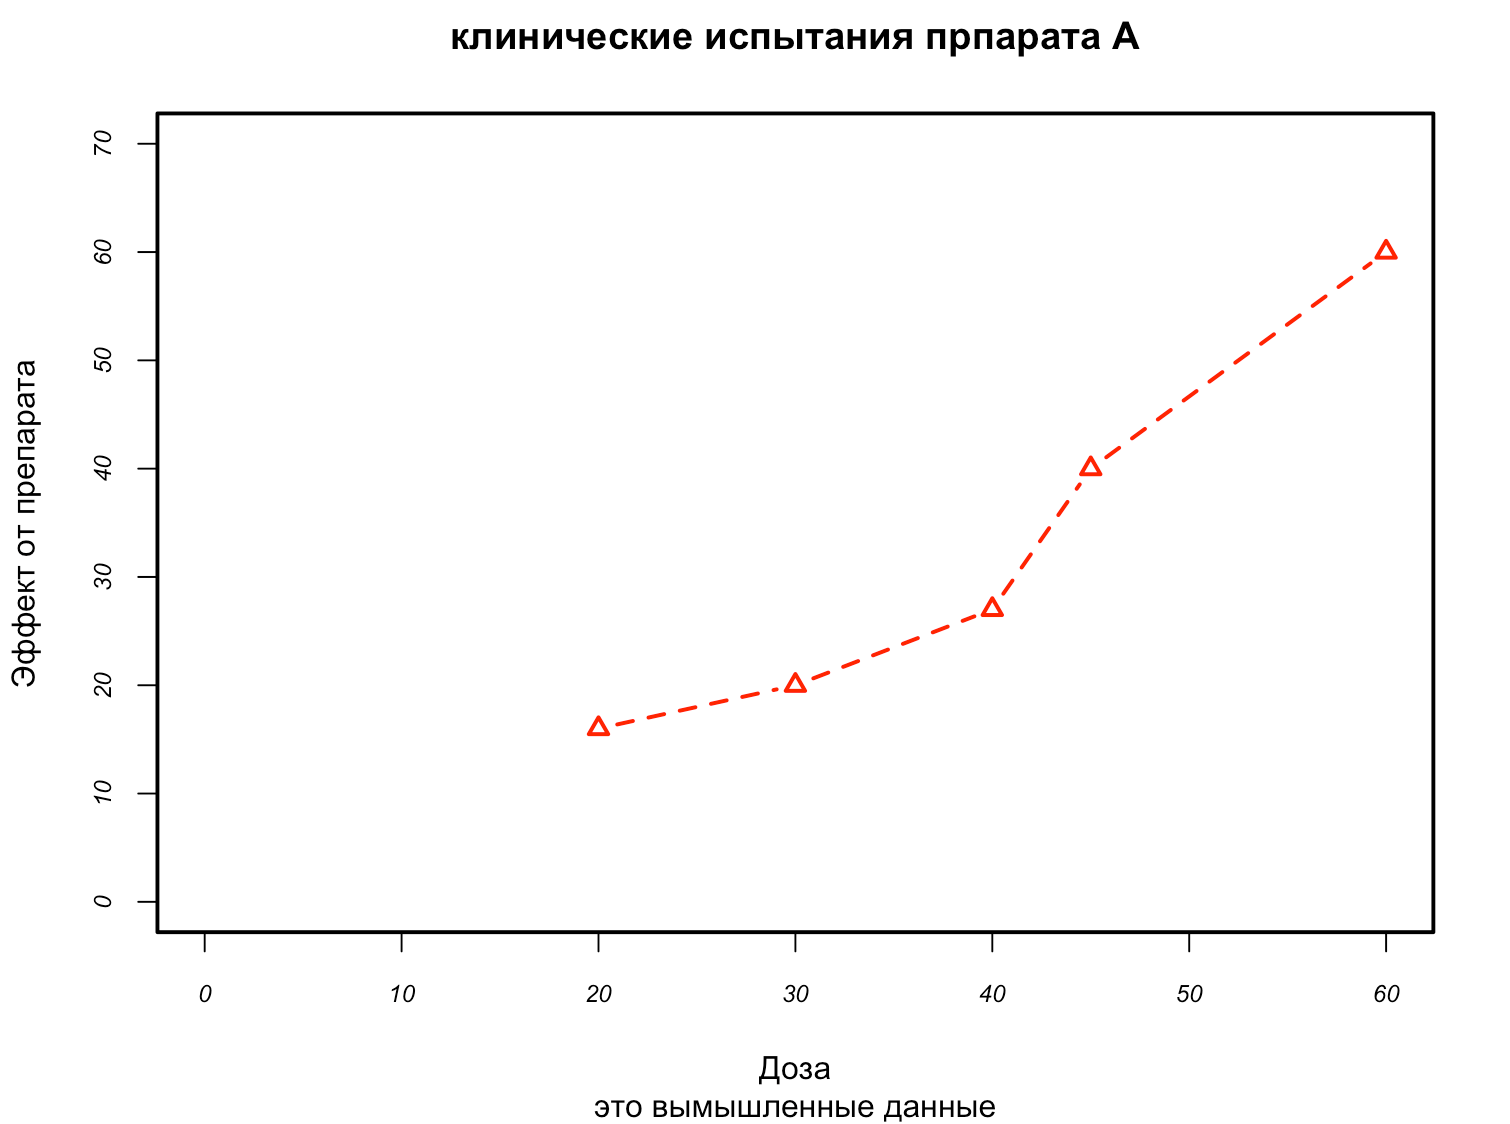 клинические испытания прпарата А
Эффект от препарата
70
60
50
40
30
20
10
0
0 10 20 30 40 50 60
Доза
это вымышленные данные